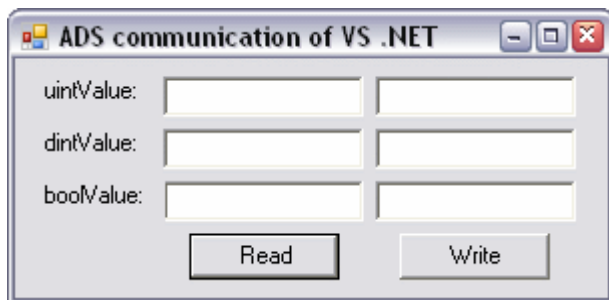 ADS communication of VS .NET
uintValue:
dintValue:
boolValue:
Read Write